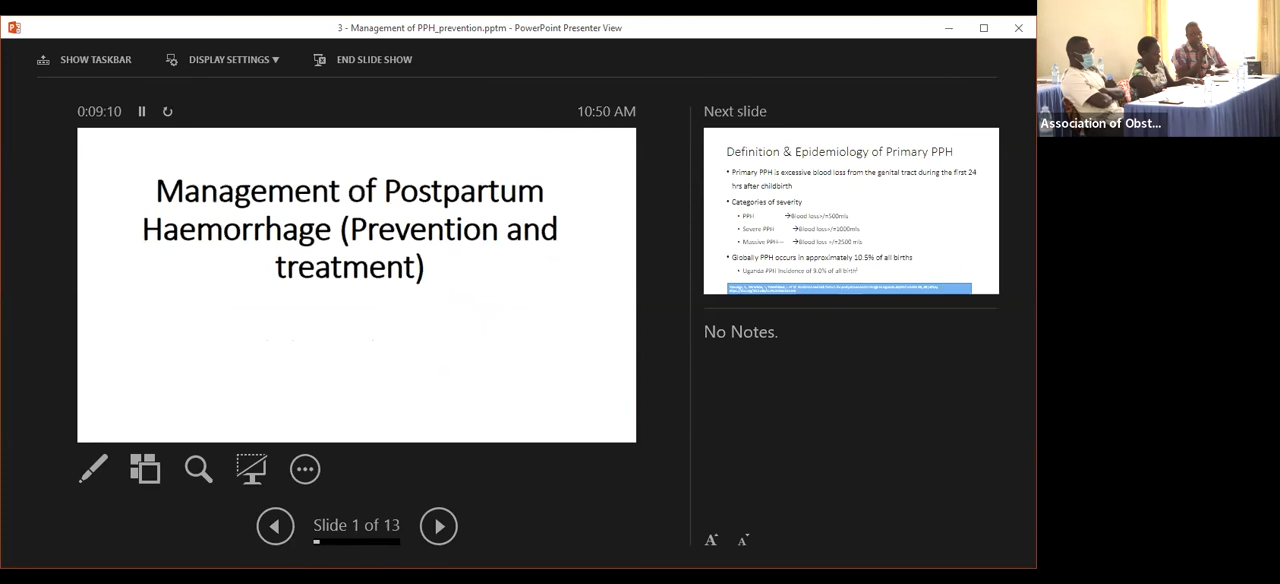 3 - Management of PPH_prevention.pptm - PowerPoint Presenter View
SHOW TASKBAR
DISPLAY SETTINGS ▼
END SLIDE SHOW
0:09:10
10:50 AM
Management of Postpartum
Haemorrhage (Prevention and
treatment)
Slide 1 of 13
Next slide
Definition & Epidemiology of Primary PPH
• Primary PPH is excessive blood loss from the genital tract during the first 24
hrs after childbirth
• Categories of severity
• PPH →Blood loss>/=500mls
• Severe PPH →Blood loss>/=1000mls
• Massive PPH-- →Blood loss >/=2500 mls
• Globally PPH occurs in approximately 10.5% of all births
• Uganda PPH incidence of 9.0% of all birth
No Notes.
A A
Association of Obst...